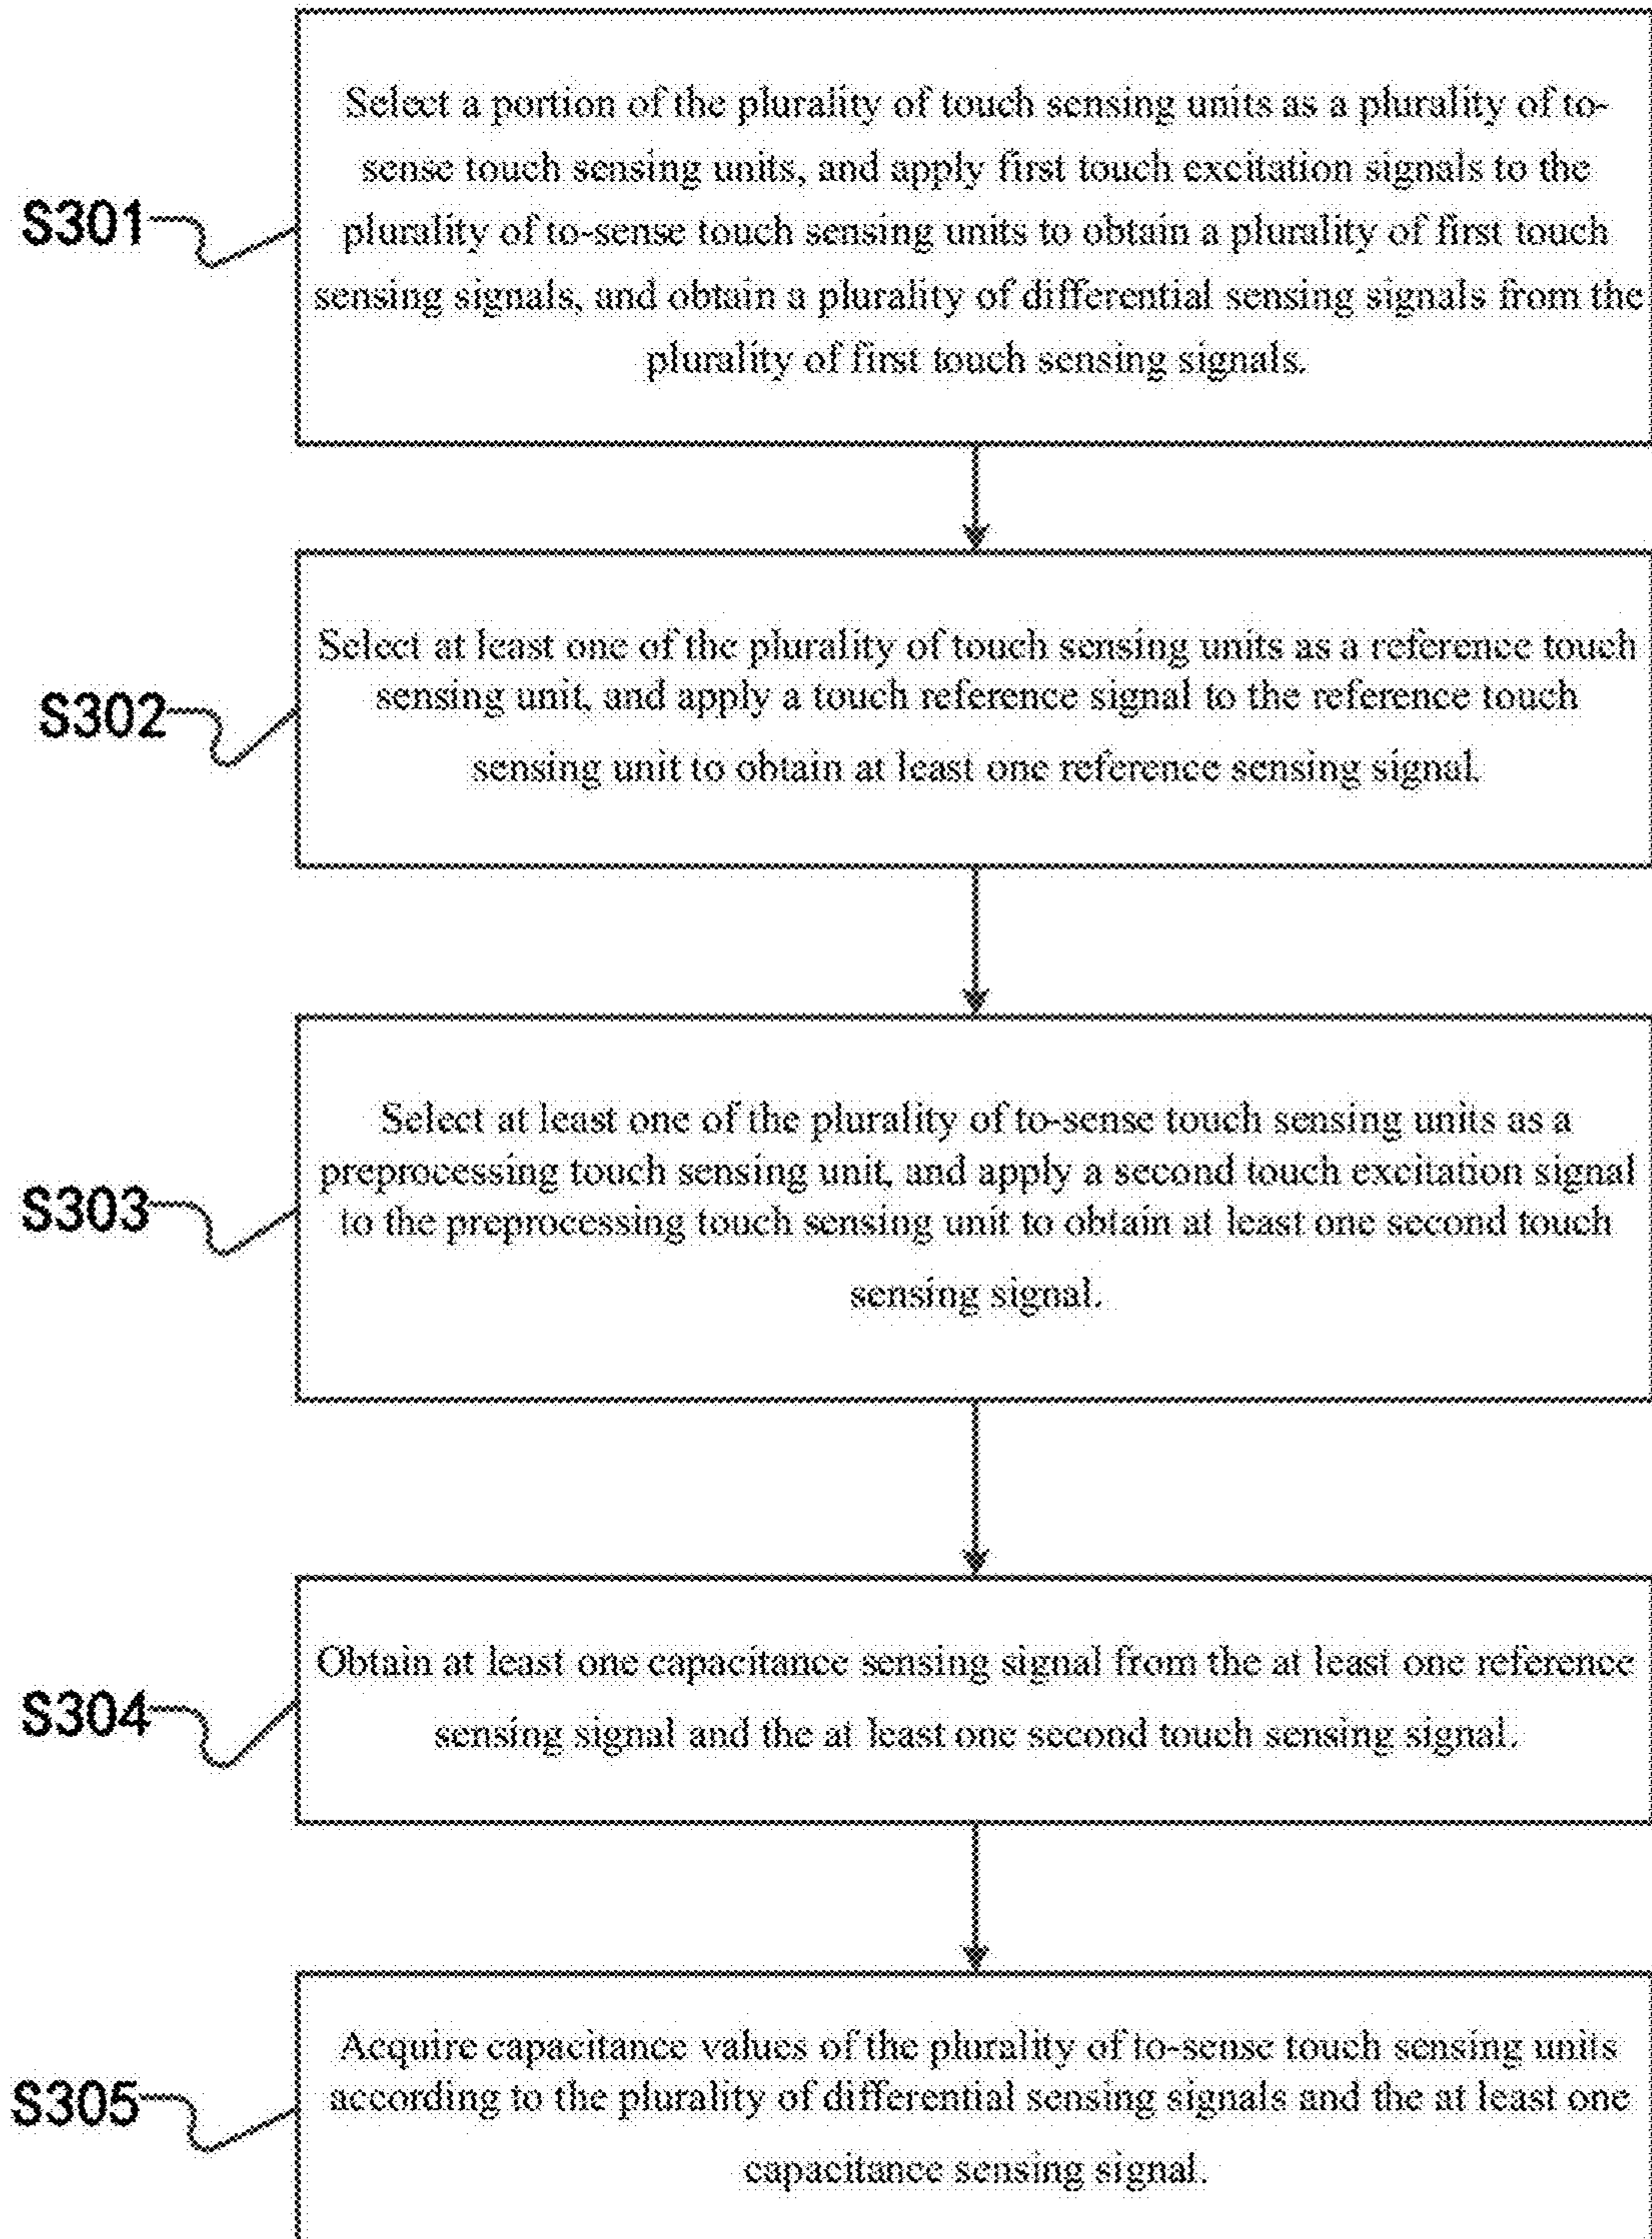 Select a portion of the plurality of touch sensing units as a plurality of to-
sense touch sensing units, and apply first touch excitation signals to the
S301
plurality of to-sense touch sensing units to obtain a plurality of first touch
sensing signals, and obtain a plurality of differential sensing signals from the
plurality of first touch sensing signals.
Select at least one of the plurality of touch sensing units as a reference touch
sensing unit, and apply a touch reference signal to the reference touch
S302
sensing unit to obtain at least one reference sensing signal.
Select at least one of the plurality of to-sense touch sensing units as a
preprocessing touch sensing unit, and apply a second touch excitation signal
S303
to the preprocessing touch sensing unit to obtain at least one second touch
sensing signal.
Obtain at least one capacitance sensing signal from the at least one reference
S304
sensing signal and the at least one second touch sensing signal.
Acquire capacitance values of the plurality of to-sense touch sensing units
S305
according to the plurality of differential sensing signals and the at least one
capacitance sensing signal.